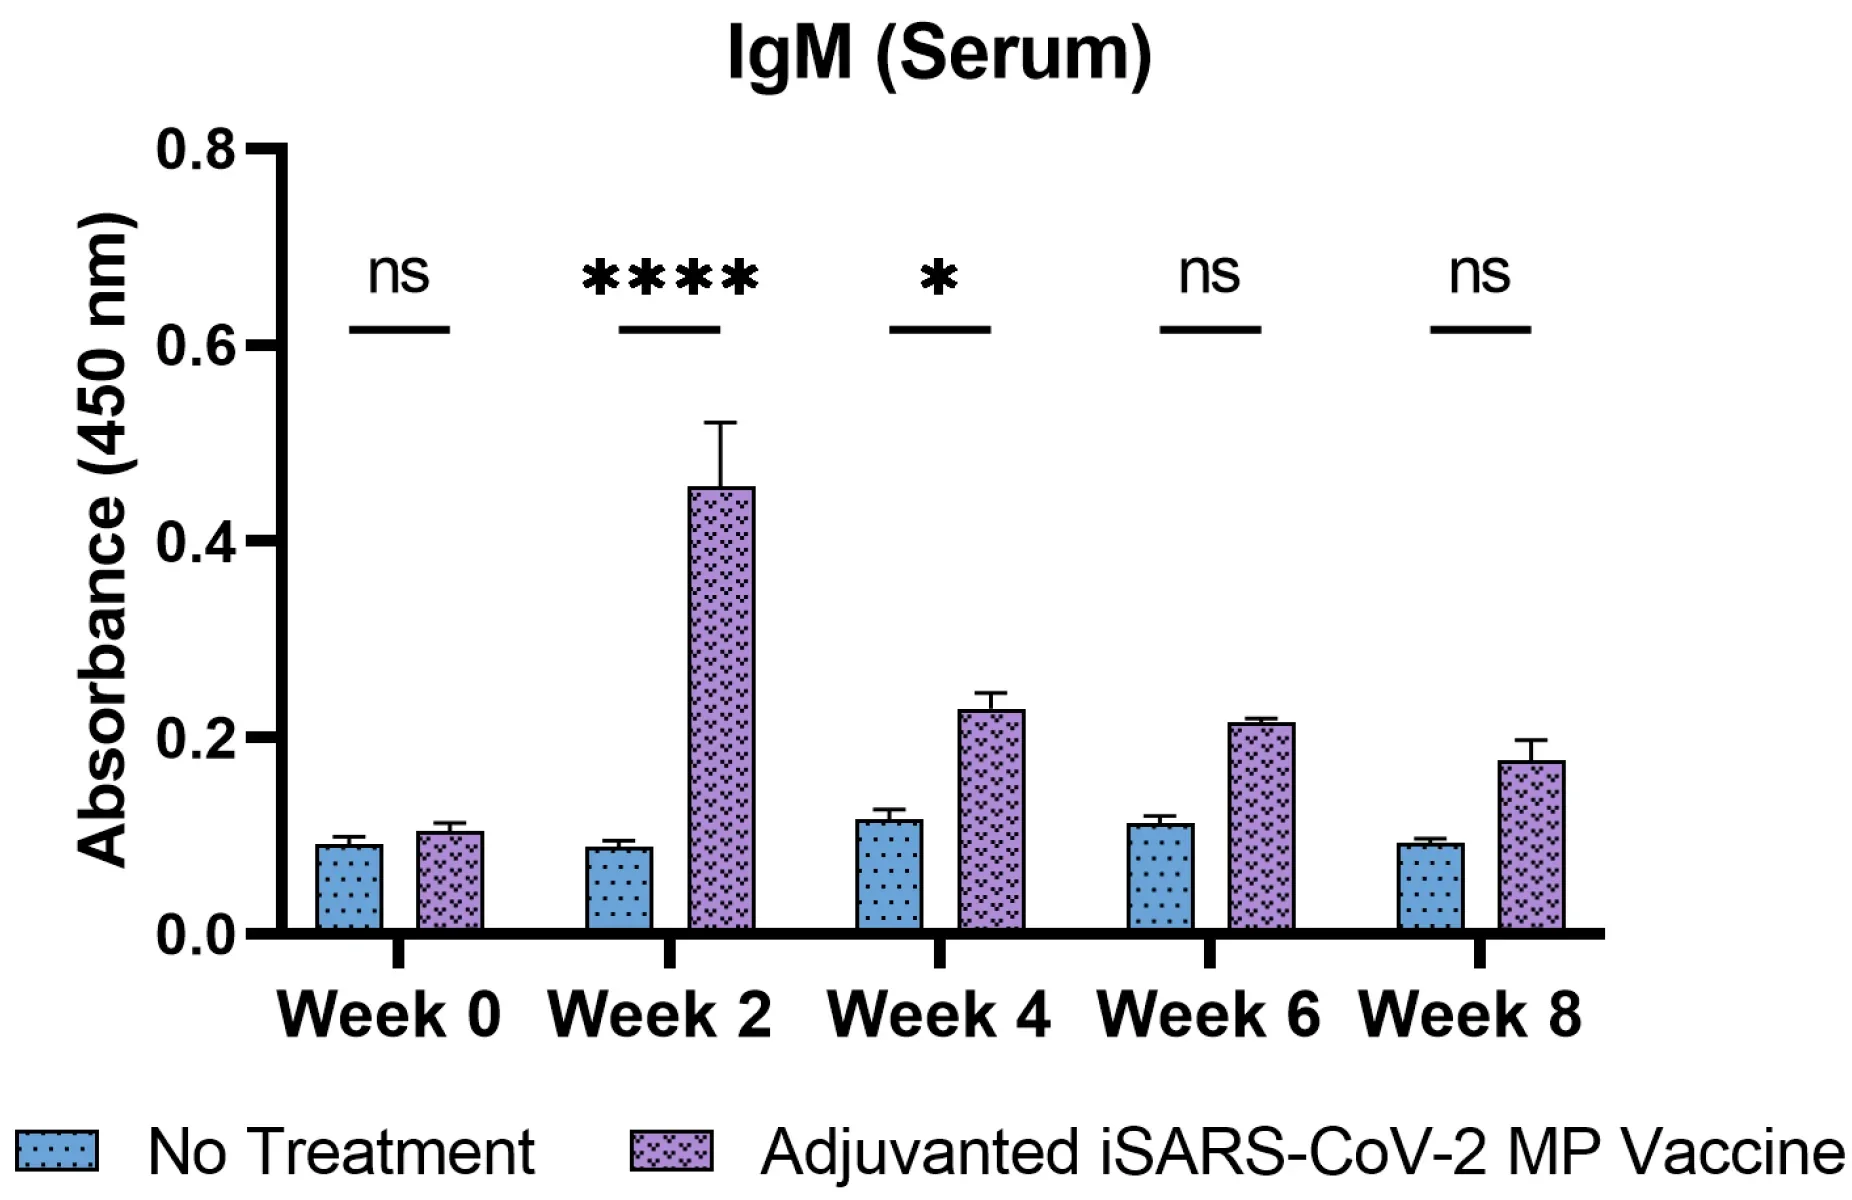 IgM (Serum)
Absorbance (450 nm)
0.8
0.6
0.4
0.2
0.0
ns
****
*
ns
ns
Week 0 Week 2 Week 4 Week 6 Week 8
No Treatment Adjuvanted iSARS-CoV-2 MP Vaccine